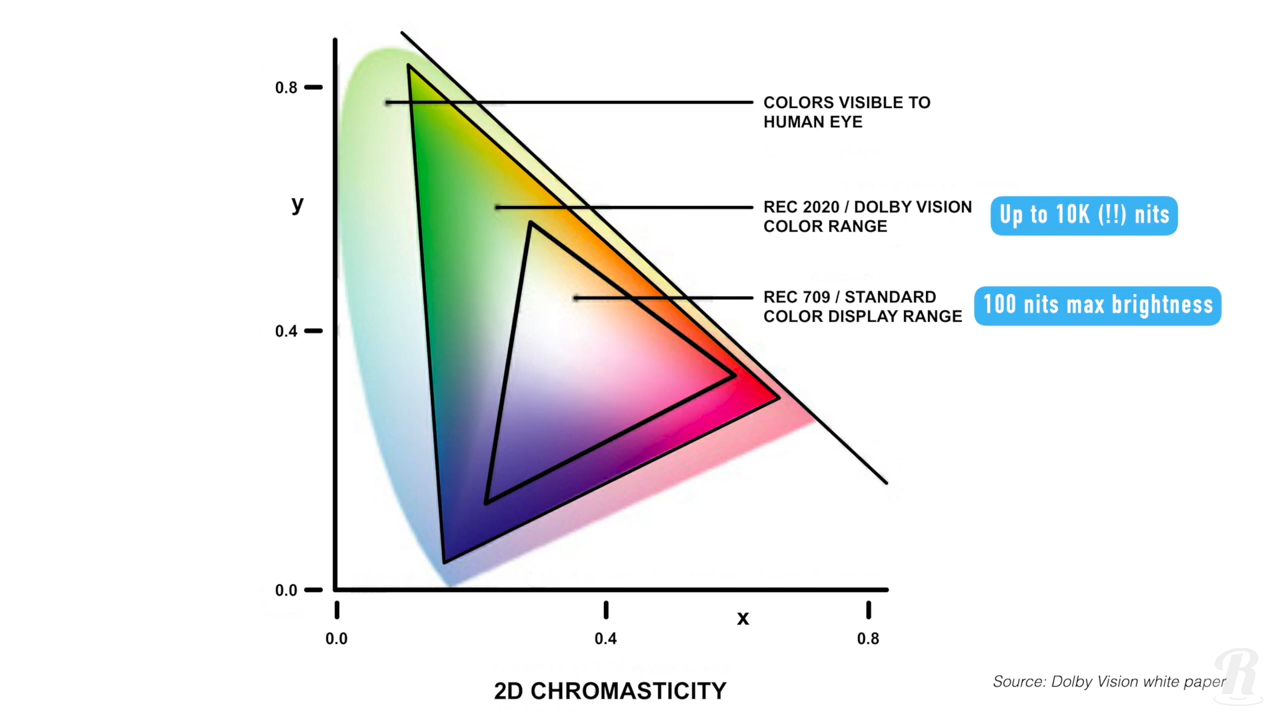 0.8
COLORS VISIBLE TO
HUMAN EYE
y
REC 2020 / DOLBY VISION
COLOR RANGE
Up to 10K (!!) nits
REC 709 / STANDARD
COLOR DISPLAY RANGE
100 nits max brightness
0.4
0.0
0.0
0.4
x
0.8
2D CHROMASTICITY
Source: Dolby Vision white paper
R